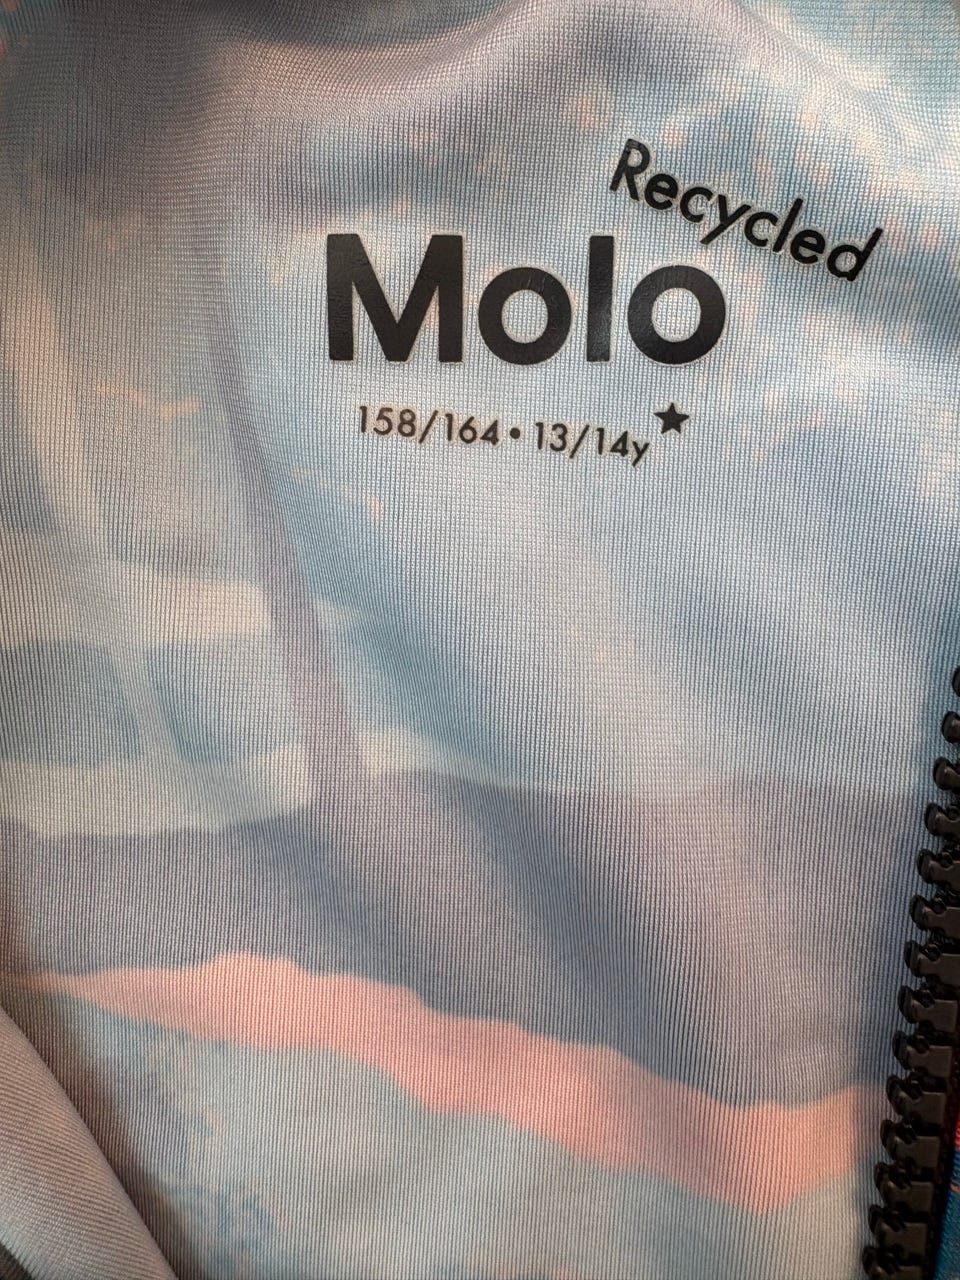 Recycled
Molo
158/164 • 13/14y★